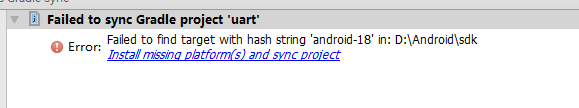 Failed to sync Gradle project 'uart'
Error: Failed to find target with hash string 'android-18' in: D:\Android\sdk
Install missing platform(s) and sync project